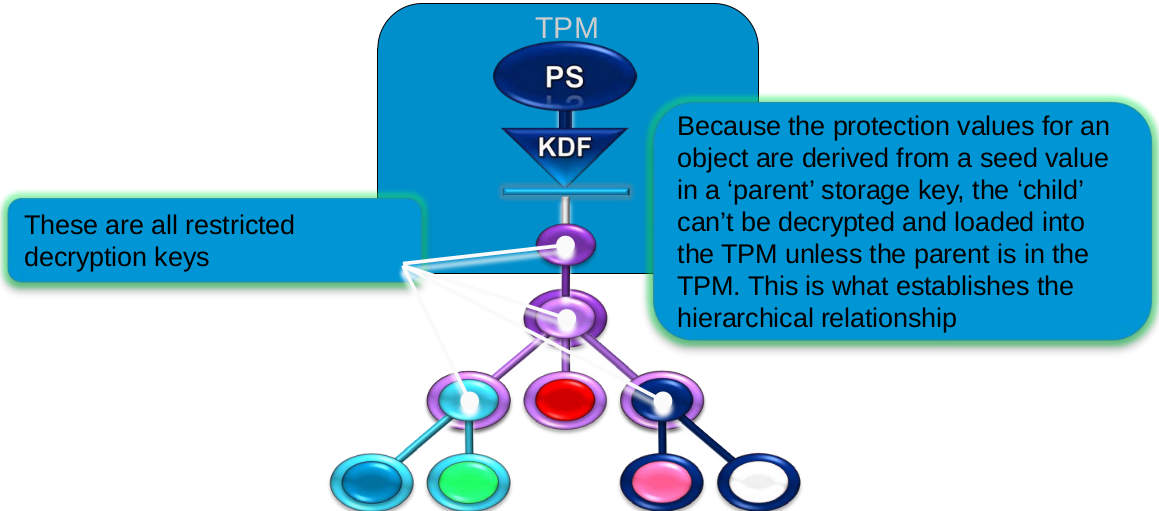 TPM
PS
KDF
These are all restricted
decryption keys
Because the protection values for an
object are derived from a seed value
in a ‘parent’ storage key, the ‘child’
can’t be decrypted and loaded into
the TPM unless the parent is in the
TPM. This is what establishes the
hierarchical relationship